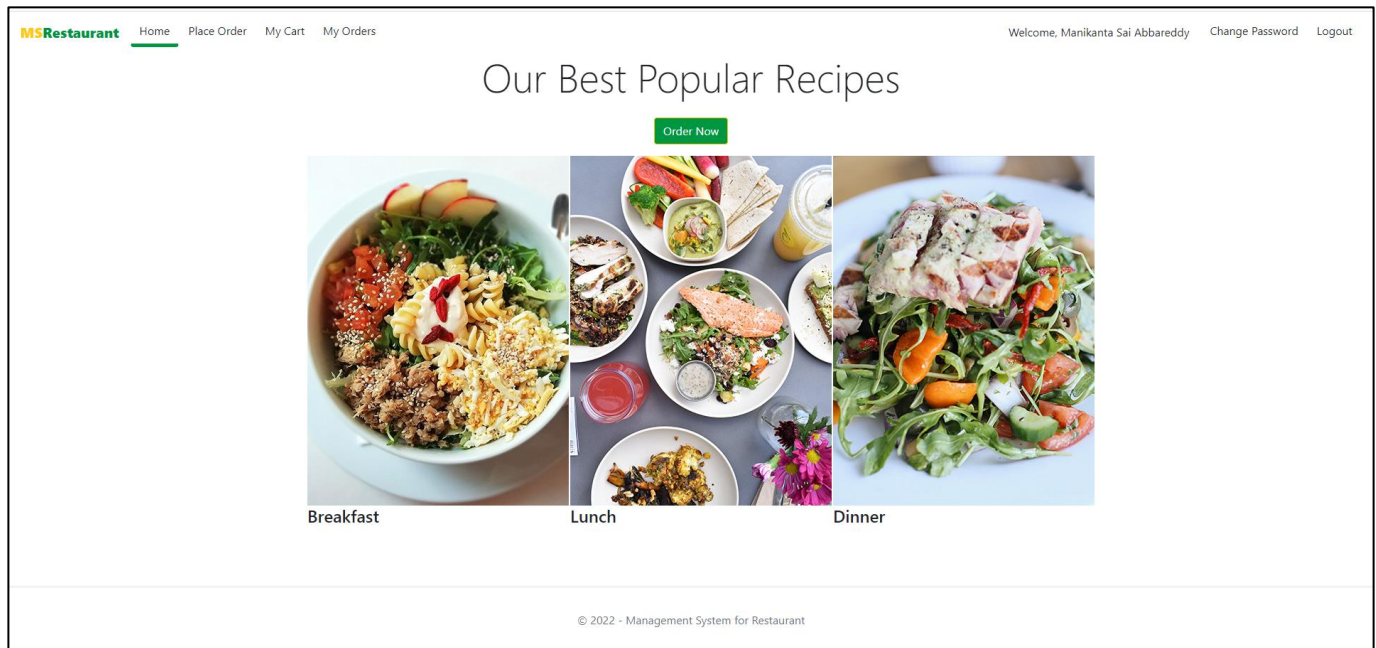 MSRestaurant Home Place Order My Cart My Orders Welcome, Manikanta Sai Abbareddy Change Password Logout
Our Best Popular Recipes
Order Now
Breakfast Lunch Dinner
© 2022 - Management System for Restaurant